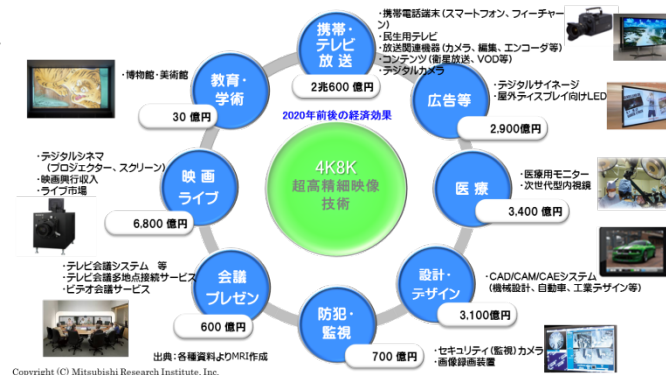 ・携帯電話端末(スマートフォン、フィーチャーン)
・民生用テレビ
・放送関連機器(カメラ、編集、エンコーダ等)
・コンテンツ(衛星放送、VOD等)
・デジタルカメラ
携帯・
テレビ
放送
2兆600 億円
・博物館・美術館
教育・
学術
30 億円
2020年前後の経済効果
広告等
・デジタルサイネージ
・屋外ディスプレイ向けLED
2,900億円
・デジタルシネマ
(プロジェクター、スクリーン)
・映画興行収入
・ライブ市場
映画
ライブ
6,800 億円
4K8K
超高精細映像
技術
医療
・医療用モニター
・次世代型内視鏡
3,400 億円
・テレビ会議システム 等
・テレビ会議多地点接続サービス
・ビデオ会議サービス
会議
プレゼン
600 億円
設計・
デザイン
・CAD/CAM/CAEシステム
(機械設計、自動車、工業デザイン等)
3,100億円
防犯・
監視
700 億円
・セキュリティ(監視)カメラ
・画像録画装置
出典:各種資料よりMRI作成
Copyright (C) Mitsubishi Research Institute, Inc.